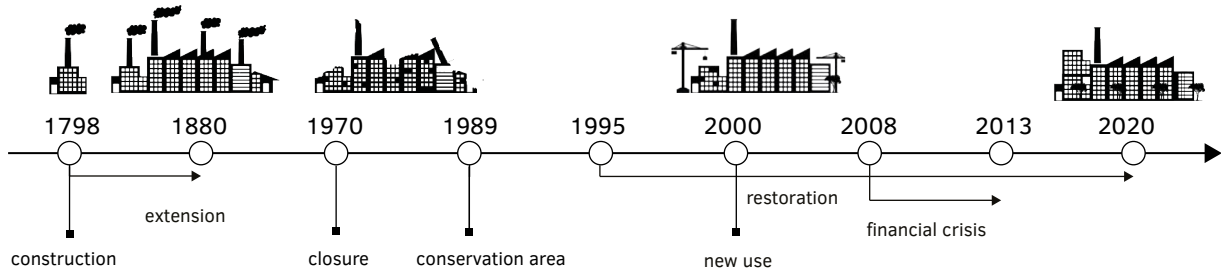 1798 1880 1970 1989 1995 2000 2008 2013 2020
restoration
extension
financial crisis
construction closure conservation area new use